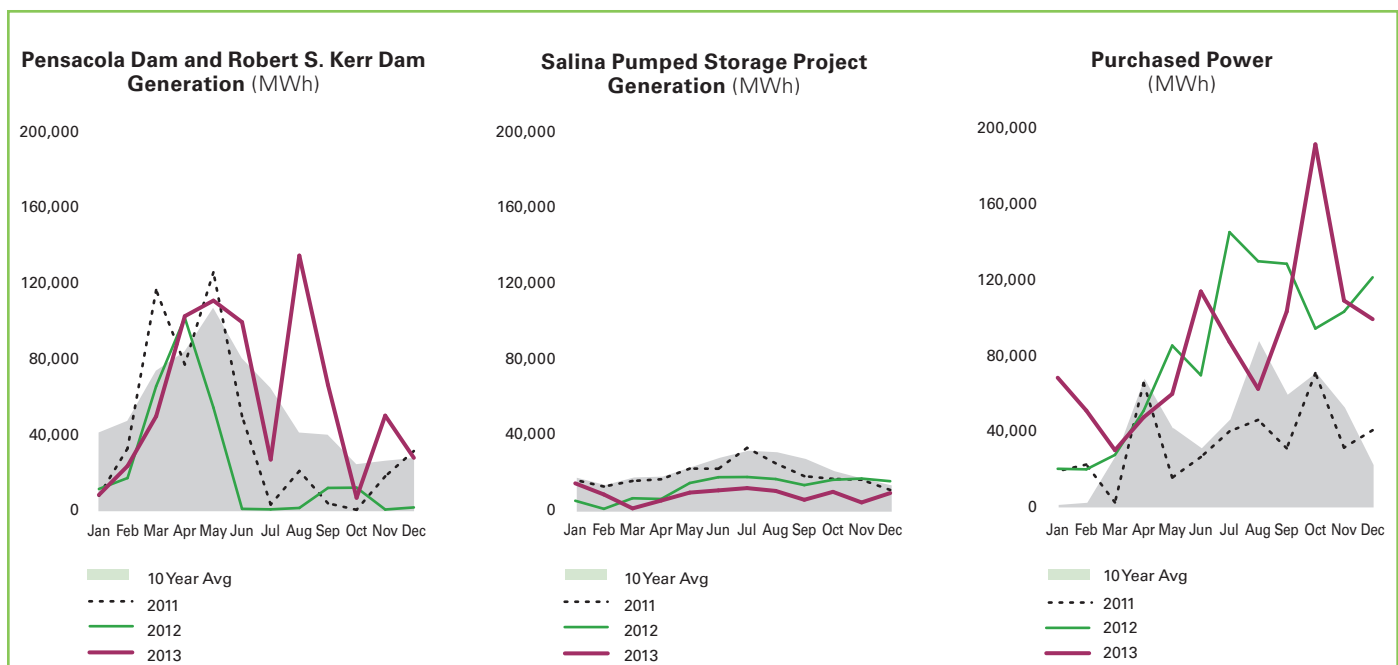 Pensacola Dam and Robert S. Kerr Dam
Generation (MWh)
200,000
160,000
120,000
80,000
40,000
0
Jan Feb Mar Apr May Jun Jul Aug Sep Oct Nov Dec
10 Year Avg
2011
2012
2013
Salina Pumped Storage Project
Generation (MWh)
200,000
160,000
120,000
80,000
40,000
0
Jan Feb Mar Apr May Jun Jul Aug Sep Oct Nov Dec
10 Year Avg
2011
2012
2013
Purchased Power
(MWh)
200,000
160,000
120,000
80,000
40,000
0
Jan Feb Mar Apr May Jun Jul Aug Sep Oct Nov Dec
10 Year Avg
2011
2012
2013